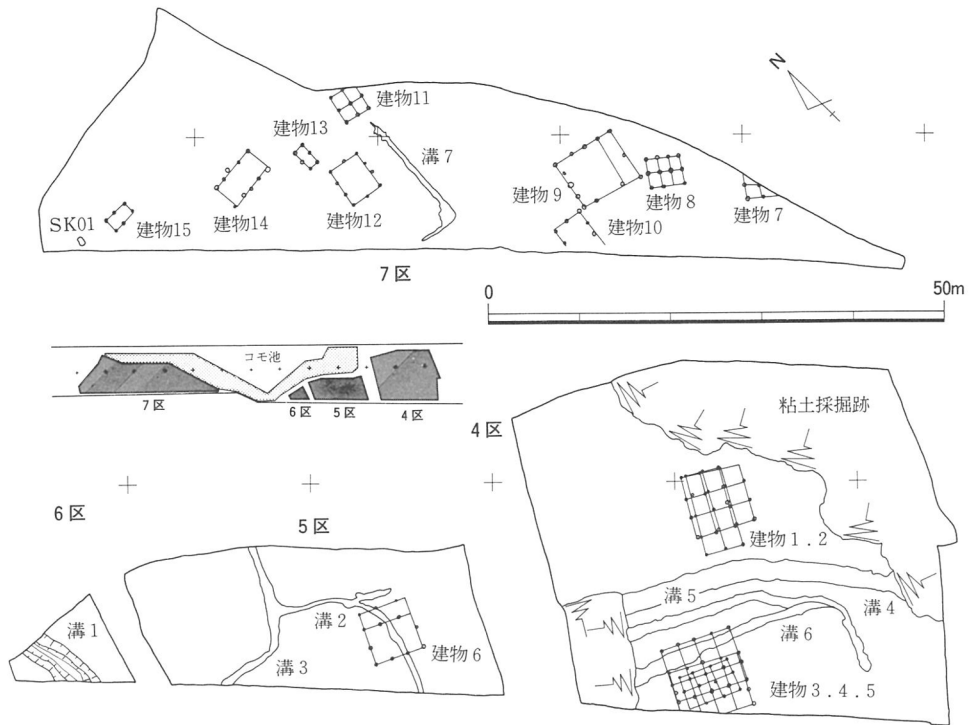 N
建物11
建物13
溝 7
建物9
建物8
建物7
建物10
建物12
建物14
建物15
SK01
7 区
0
50m
コモ池
7 区
6 区
5 区
4 区
4 区
粘土採掘跡
建物 1 . 2
溝 5
溝 4
溝 6
建物 3 . 4 . 5
6 区
5 区
溝 1
溝 2
溝 3
建物 6